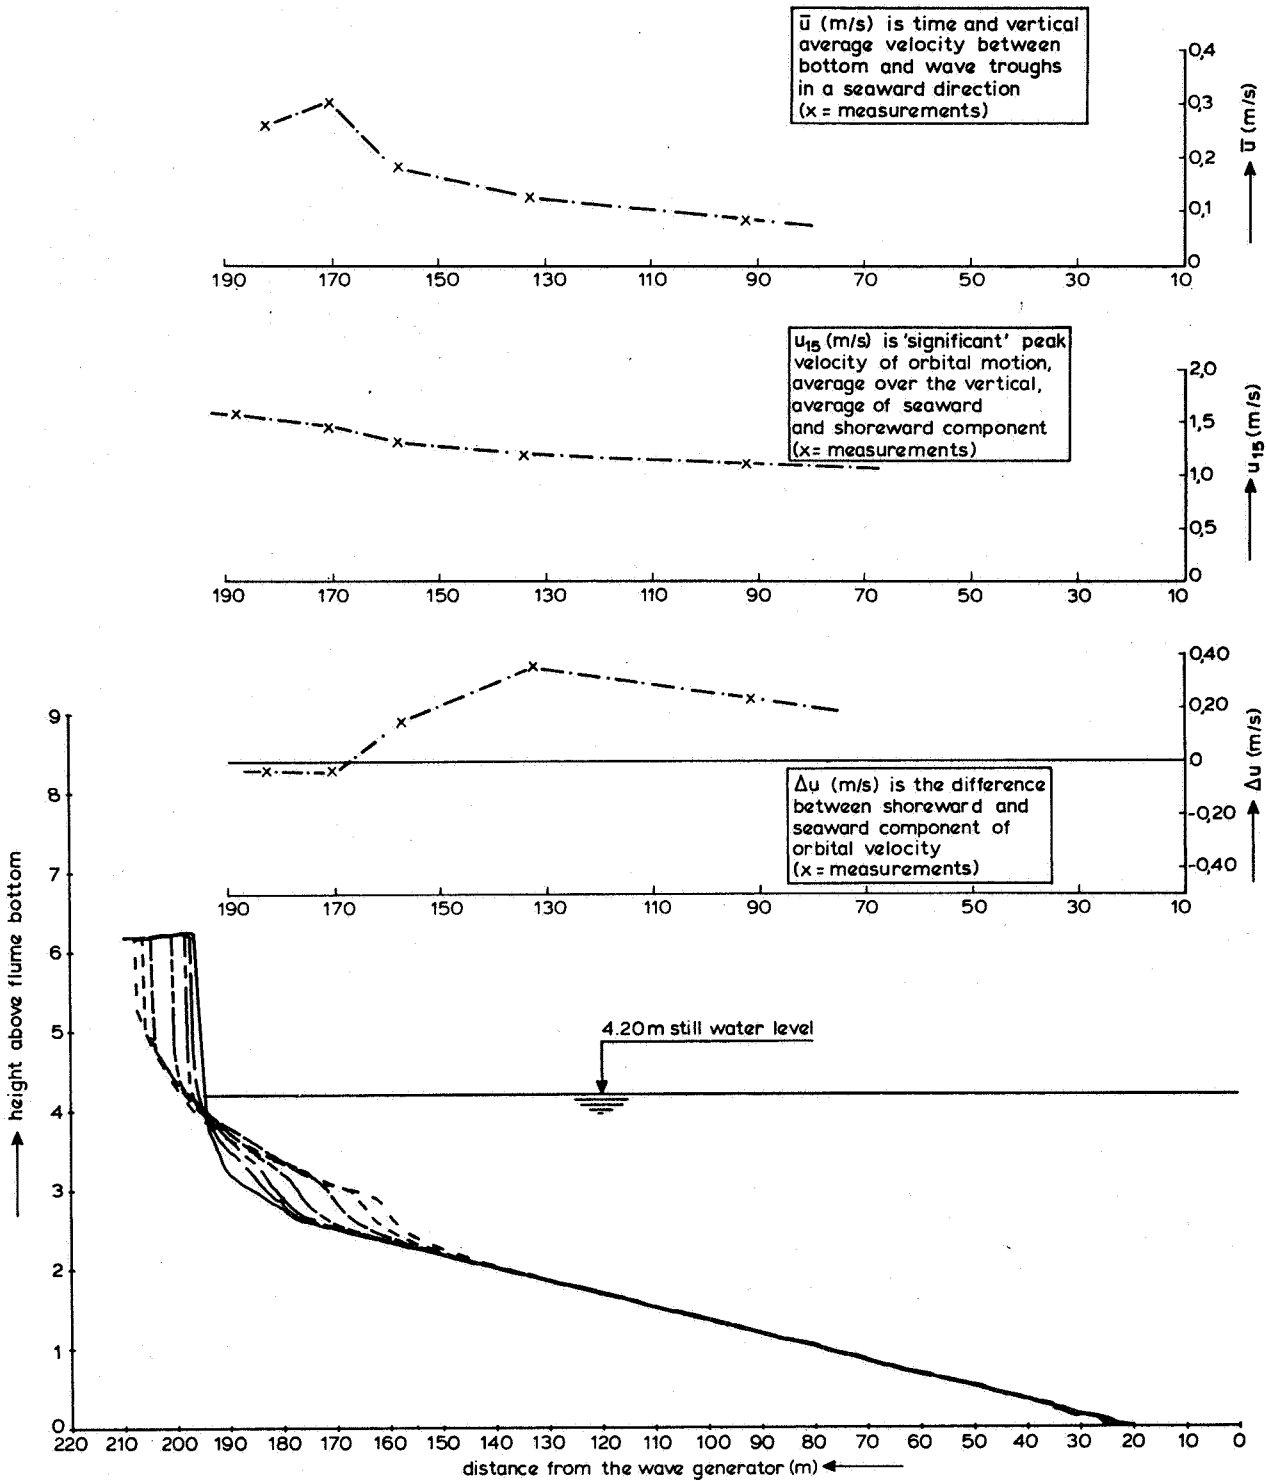 ū (m/s) is time and vertical
average velocity between
bottom and wave troughs
in a seaward direction
(x = measurements)
0,4
0,3
0,2
0,1
0
ū (m/s)
190 170 150 130 110 90 70 50 30 10
u₁₅ (m/s) is 'significant' peak
velocity of orbital motion,
average over the vertical,
average of seaward
and shoreward component
(x= measurements)
2,0
1,5
1,0
0,5
0
u₁₅ (m/s)
190 170 150 130 110 90 70 50 30 10
0,40
0,20
0
-0,20
-0,40
Δu (m/s)
Δu (m/s) is the difference
between shoreward and
seaward component of
orbital velocity
(x = measurements)
190 170 150 130 110 90 70 50 30 10
9
8
7
6
5
4
3
2
1
0
height above flume bottom
4.20m still water level
220 210 200 190 180 170 160 150 140 130 120 110 100 90 80 70 60 50 40 30 20 10 0
distance from the wave generator (m)